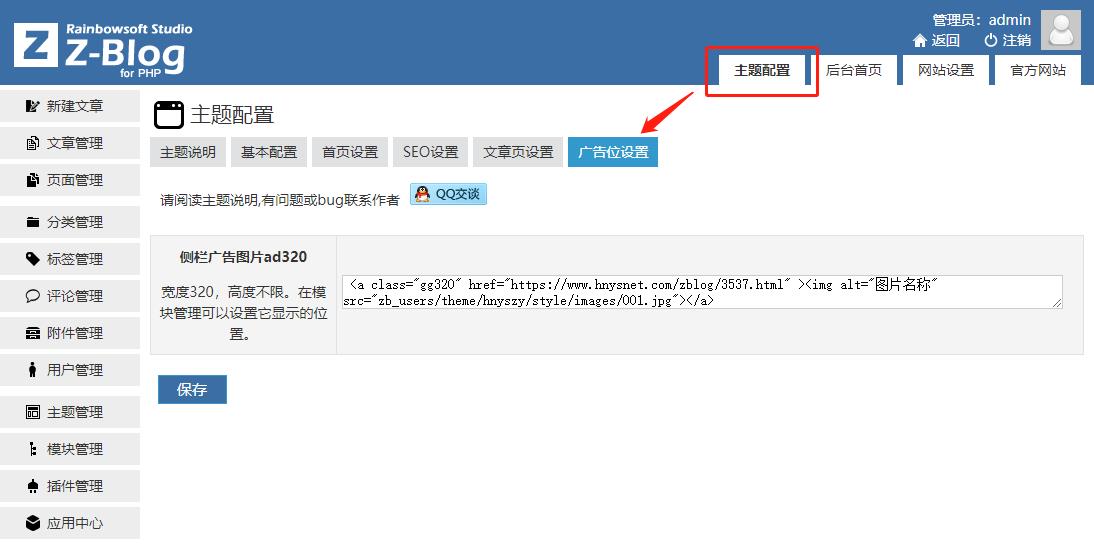 Rainbowsoft Studio
Z-Blog
for PHP
管理员：admin
返回 注销
主题配置 后台首页 网站设置 官方网站
新建文章
文章管理
页面管理
分类管理
标签管理
评论管理
附件管理
用户管理
主题管理
模块管理
插件管理
应用中心
主题配置
主题说明 基本配置 首页设置 SEO设置 文章页设置 广告位设置
请阅读主题说明,有问题或bug联系作者 QQ交谈
侧栏广告图片ad320
宽度320，高度不限。在模
块管理可以设置它显示的位
置。
<a class="gg320" href="https://www.hnysnet.com/zblog/3537.html" ><img alt="图片名称"
src="zb_users/theme/hnyszy/style/images/001.jpg"></a>
保存